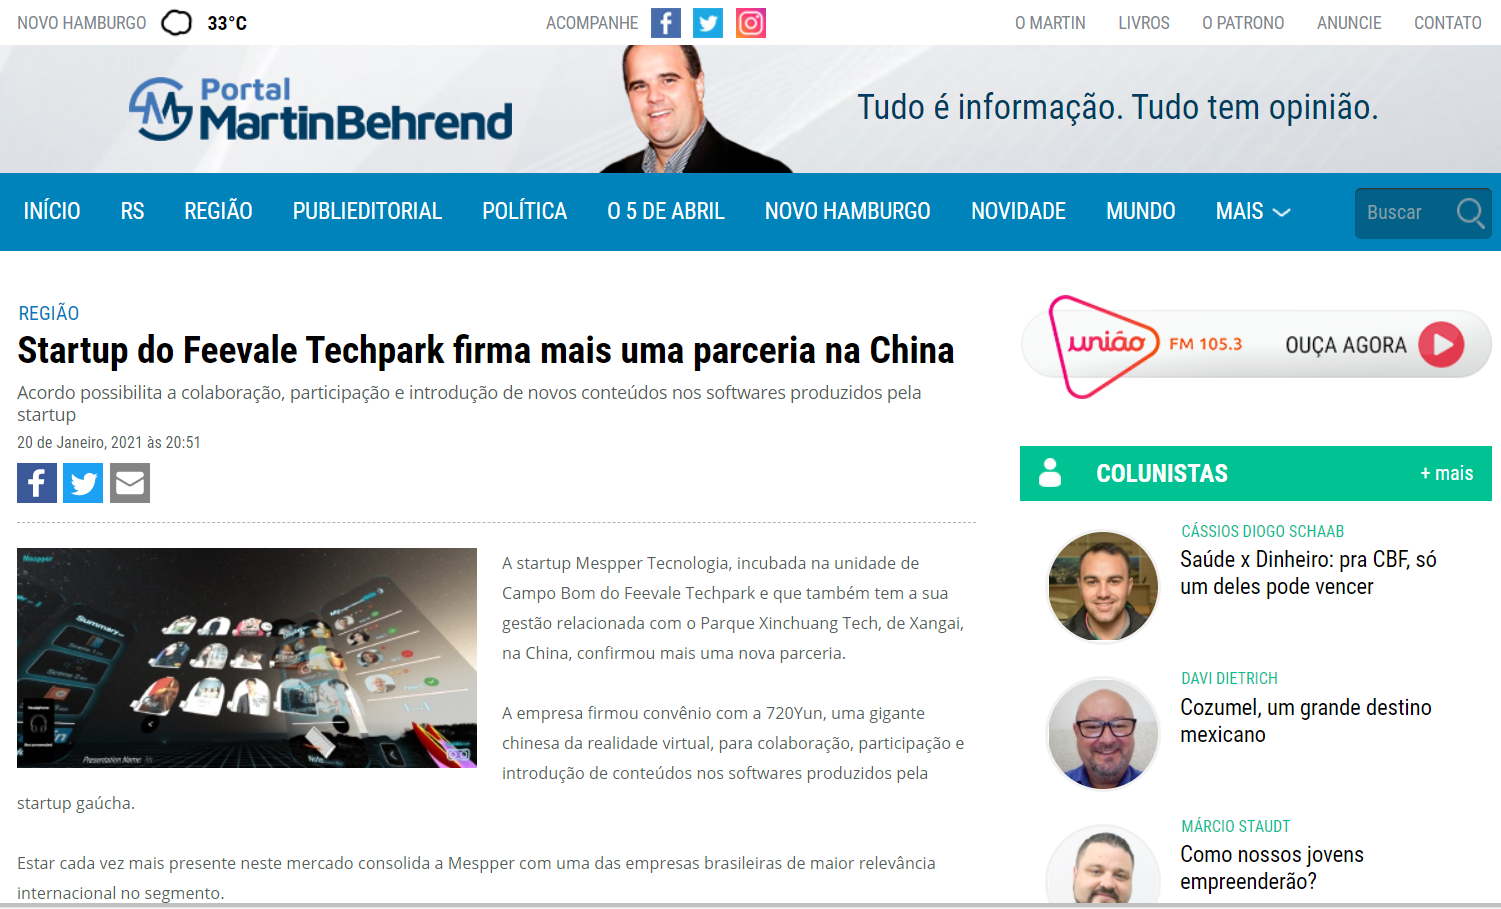 NOVO HAMBURGO 33°C
ACOMPANHE
O MARTIN LIVROS O PATRONO ANUNCIE CONTATO
Portal
MartinBehrend
Tudo é informação. Tudo tem opinião.
INÍCIO RS REGIÃO PUBLIEDITORIAL POLÍTICA O 5 DE ABRIL NOVO HAMBURGO NOVIDADE MUNDO MAIS
Buscar
REGIÃO
Startup do Feevale Techpark firma mais uma parceria na China
Acordo possibilita a colaboração, participação e introdução de novos conteúdos nos softwares produzidos pela
startup
20 de Janeiro, 2021 às 20:51
Mespper
Summary
Presentation Name
A startup Mespper Tecnologia, incubada na unidade de
Campo Bom do Feevale Techpark e que também tem a sua
gestão relacionada com o Parque Xinchuang Tech, de Xangai,
na China, confirmou mais uma nova parceria.
A empresa firmou convênio com a 720Yun, uma gigante
chinesa da realidade virtual, para colaboração, participação e
introdução de conteúdos nos softwares produzidos pela
startup gaúcha.
Estar cada vez mais presente neste mercado consolida a Mespper com uma das empresas brasileiras de maior relevância
internacional no segmento.
união FM 105.3 OUÇA AGORA
COLUNISTAS + mais
CÁSSIOS DIOGO SCHAAB
Saúde x Dinheiro: pra CBF, só
um deles pode vencer
DAVI DIETRICH
Cozumel, um grande destino
mexicano
MÁRCIO STAUDT
Como nossos jovens
empreenderão?